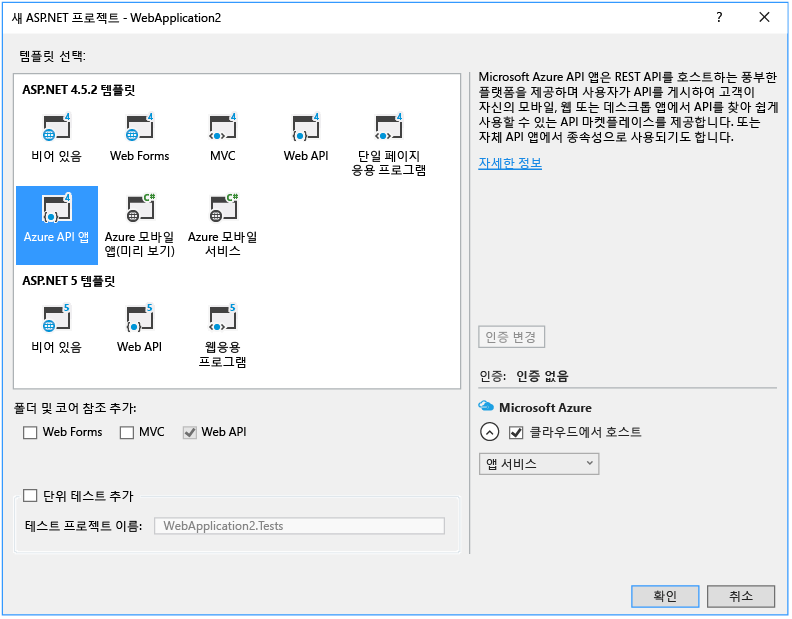 새 ASP.NET 프로젝트 - WebApplication2
?
템플릿 선택:
ASP.NET 4.5.2 템플릿
4 4 4 4 4
비어 있음 Web Forms MVC Web API 단일 페이지
응용 프로그램
4 C# C#
Azure API 앱 Azure 모바일 Azure 모바일
앱(미리 보기) 서비스
ASP.NET 5 템플릿
5 5 5
비어 있음 Web API 웹응용
프로그램
Microsoft Azure API 앱은 REST API를 호스트하는 풍부한
플랫폼을 제공하며 사용자가 API를 게시하여 고객이
자신의 모바일, 웹 또는 데스크톱 앱에서 API를 찾아 쉽게
사용할 수 있는 API 마켓플레이스를 제공합니다. 또는
자체 API 앱에서 종속성으로 사용되기도 합니다.
자세한 정보
인증 변경
인증: 인증 없음
Microsoft Azure
클라우드에서 호스트
앱 서비스
폴더 및 코어 참조 추가:
Web Forms MVC Web API
단위 테스트 추가
테스트 프로젝트 이름: WebApplication2.Tests
확인 취소